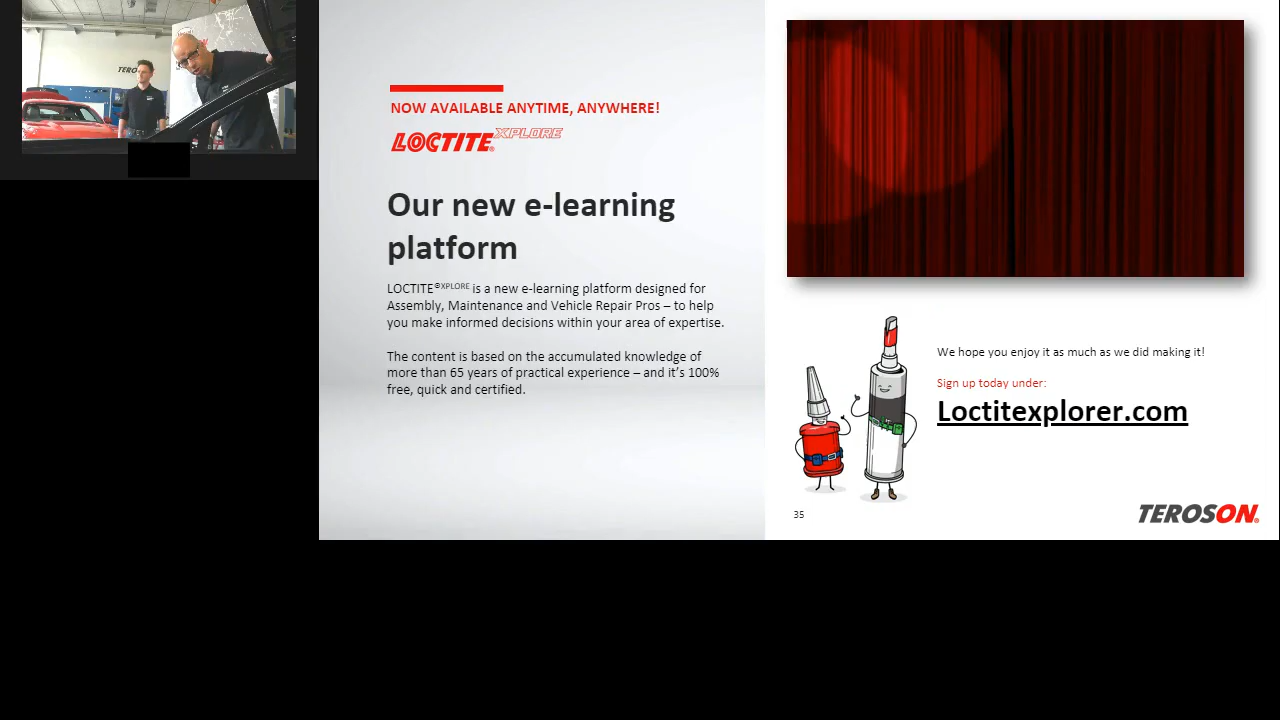 TEROS
NOW AVAILABLE ANYTIME, ANYWHERE!
LOCTITE® XPLORE
Our new e-learning
platform
LOCTITE®XPLORE is a new e-learning platform designed for
Assembly, Maintenance and Vehicle Repair Pros – to help
you make informed decisions within your area of expertise.
The content is based on the accumulated knowledge of
more than 65 years of practical experience – and it's 100%
free, quick and certified.
We hope you enjoy it as much as we did making it!
Sign up today under:
Loctitexplorer.com
35
TEROSON®